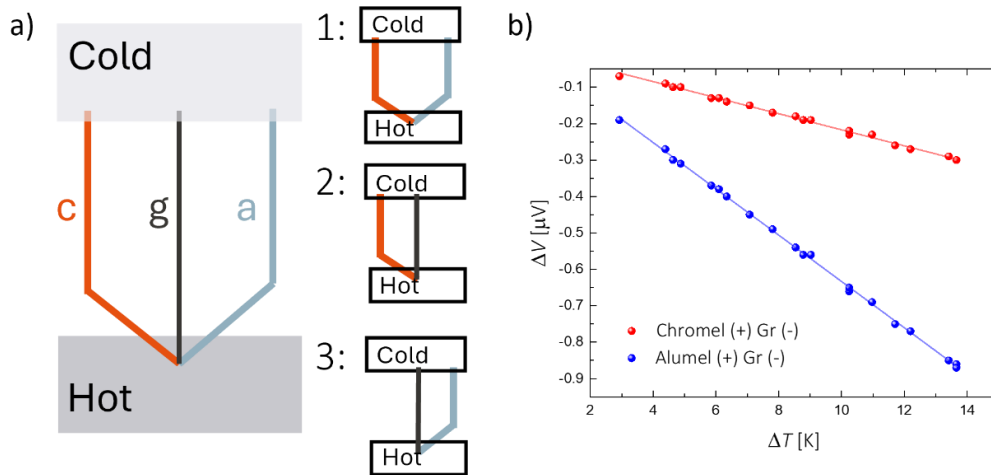 a)
Cold
c
g
a
Hot
1:
Cold
Hot
2:
Cold
Hot
3:
Cold
Hot
b)
-0.1
-0.2
-0.3
-0.4
-0.5
-0.6
-0.7
-0.8
-0.9
ΔV [μV]
Chromel (+) Gr (-)
Alumel (+) Gr (-)
2 4 6 8 10 12 14
ΔT [K]